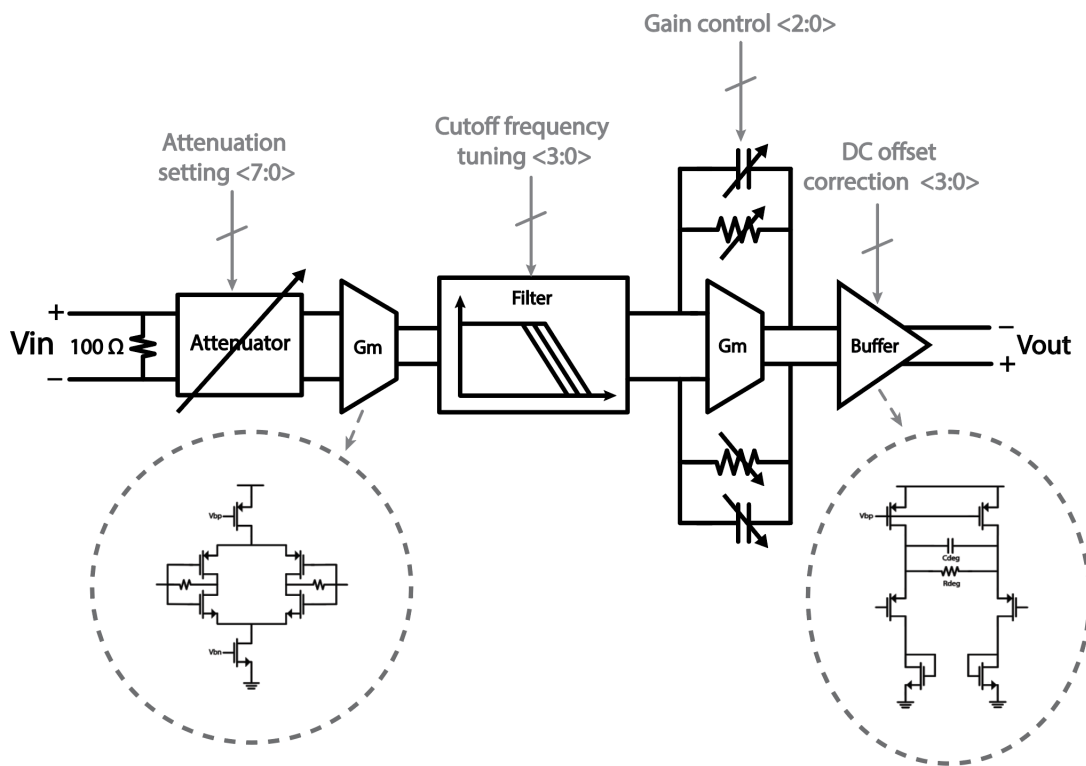 Gain control <2:0>
Attenuation
setting <7:0>
Cutoff frequency
tuning <3:0>
DC offset
correction <3:0>
+
Vin
100 Ω
−
Attenuator
Gm
Filter
Gm
Buffer
−
Vout
+
Vbp
Vbn
Vbp
Cdeg
Rdeg